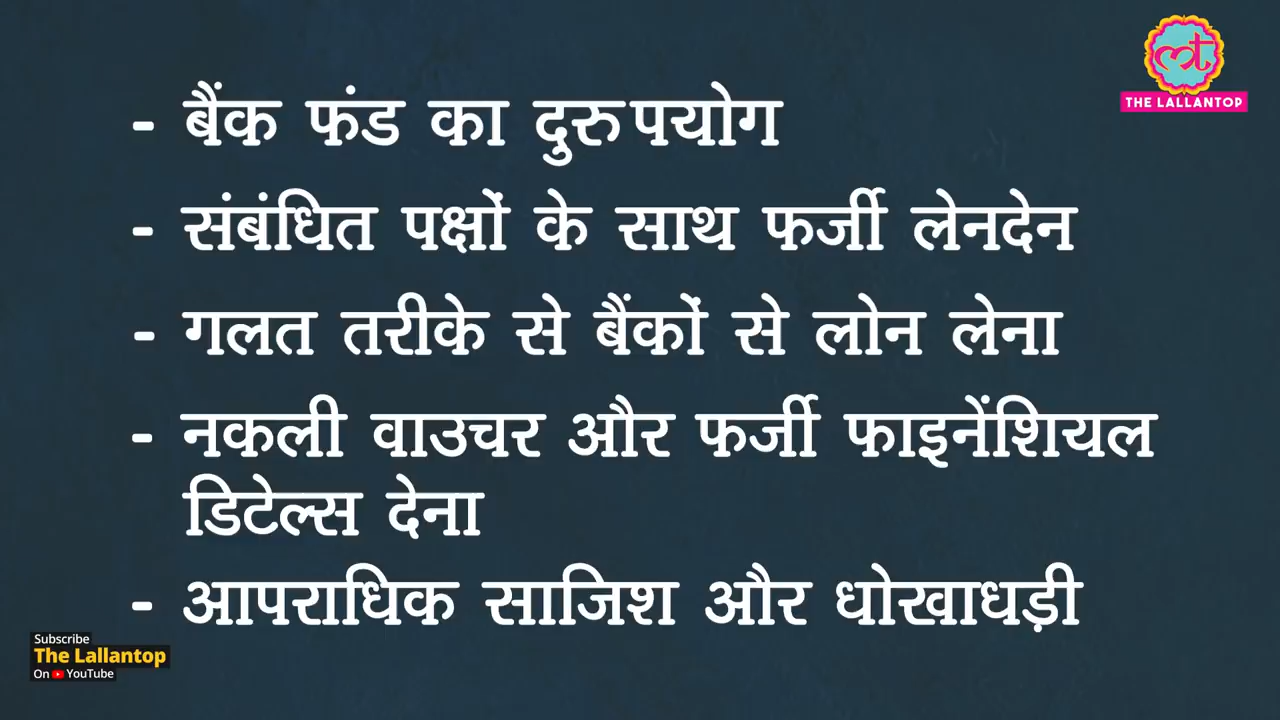 lt
THE LALLANTOP
- बैंक फंड का दुरुपयोग
- संबंधित पक्षों के साथ फर्जी लेनदेन
- गलत तरीके से बैंकों से लोन लेना
- नकली वाउचर और फर्जी फाइनेंशियल
डिटेल्स देना
- आपराधिक साजिश और धोखाधड़ी
Subscribe
The Lallantop
On YouTube